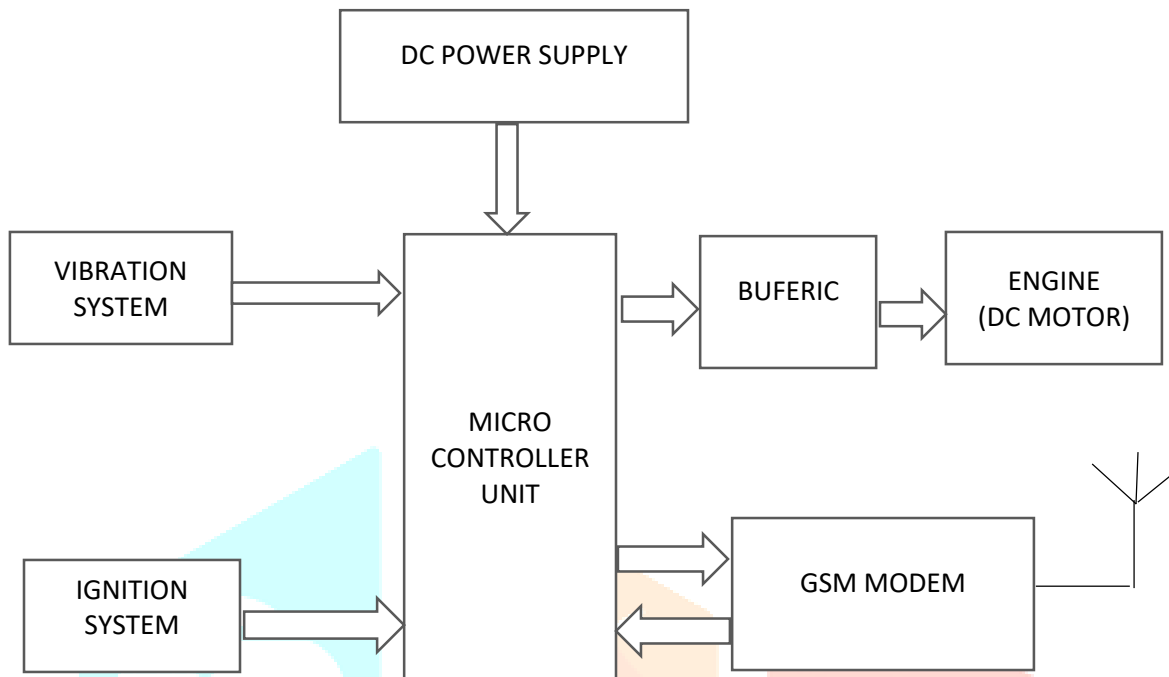 DC POWER SUPPLY
VIBRATION
SYSTEM
BUFERIC
ENGINE
(DC MOTOR)
MICRO
CONTROLLER
UNIT
IGNITION
SYSTEM
GSM MODEM